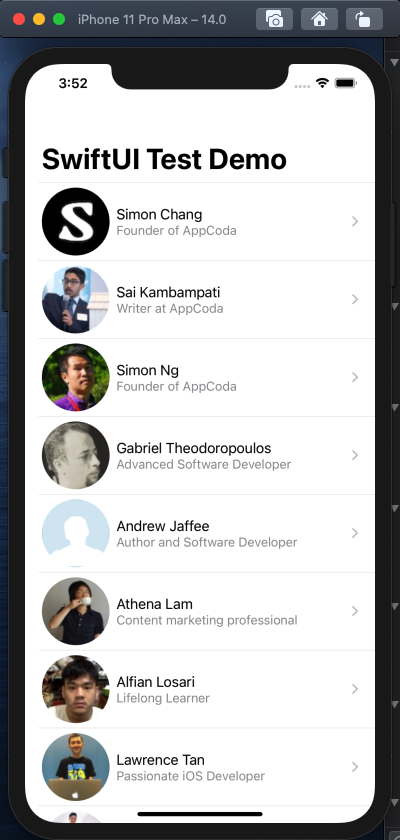 iPhone 11 Pro Max – 14.0
3:52
SwiftUI Test Demo
S
Simon Chang
Founder of AppCoda
Sai Kambampati
Writer at AppCoda
Simon Ng
Founder of AppCoda
Gabriel Theodoropoulos
Advanced Software Developer
Andrew Jaffee
Author and Software Developer
Athena Lam
Content marketing professional
Alfian Losari
Lifelong Learner
Lawrence Tan
Passionate iOS Developer